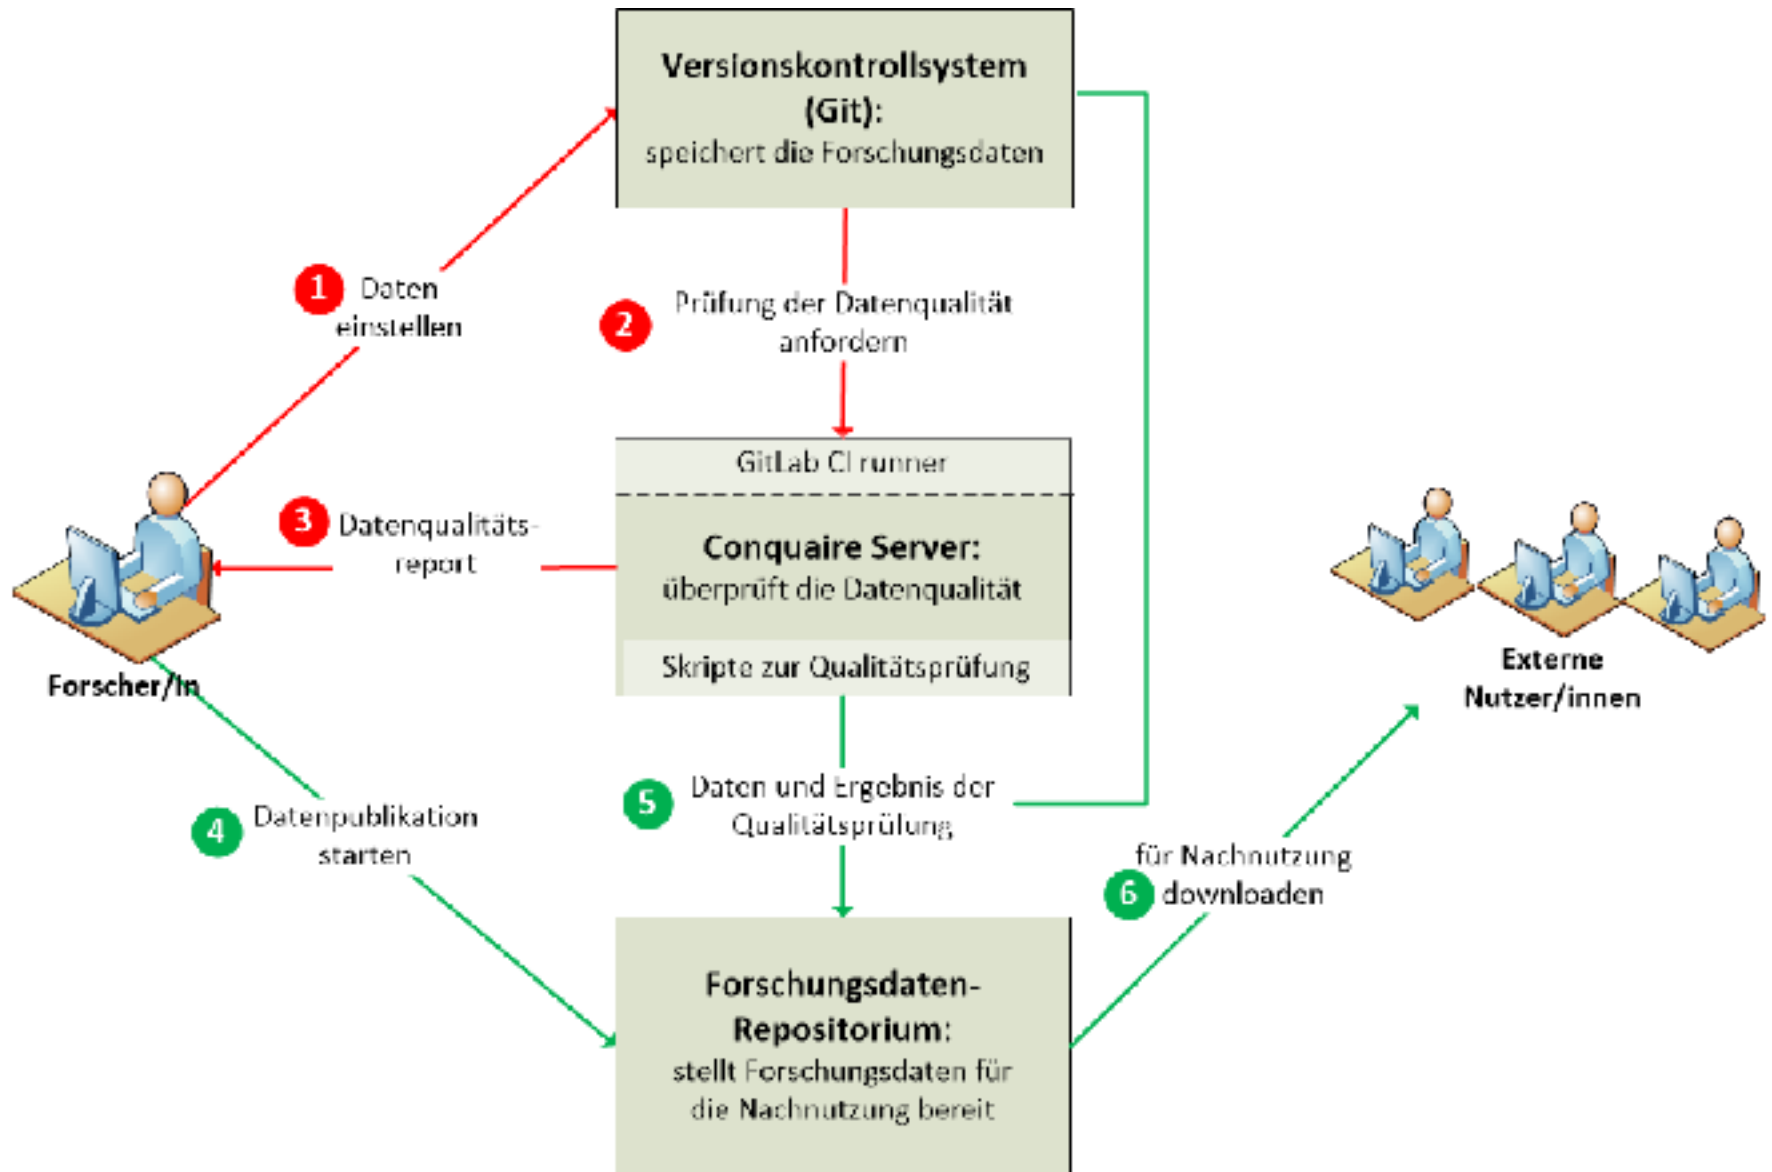 Versionskontrollsystem
(Git):
speichert die Forschungsdaten
1 Daten
einstellen
2 Prüfung der Datenqualität
anfordern
GitLab CI runner
3 Datenqualitäts-
report
Conquaire Server:
überprüft die Datenqualität
Skripte zur Qualitätsprüfung
Forscher/in
Externe
Nutzer/innen
4 Datenpublikation
starten
5 Daten und Ergebnis der
Qualitätsprüfung
für Nachnutzung
6 downloaden
Forschungsdaten-
Repositorium:
stellt Forschungsdaten für
die Nachnutzung bereit